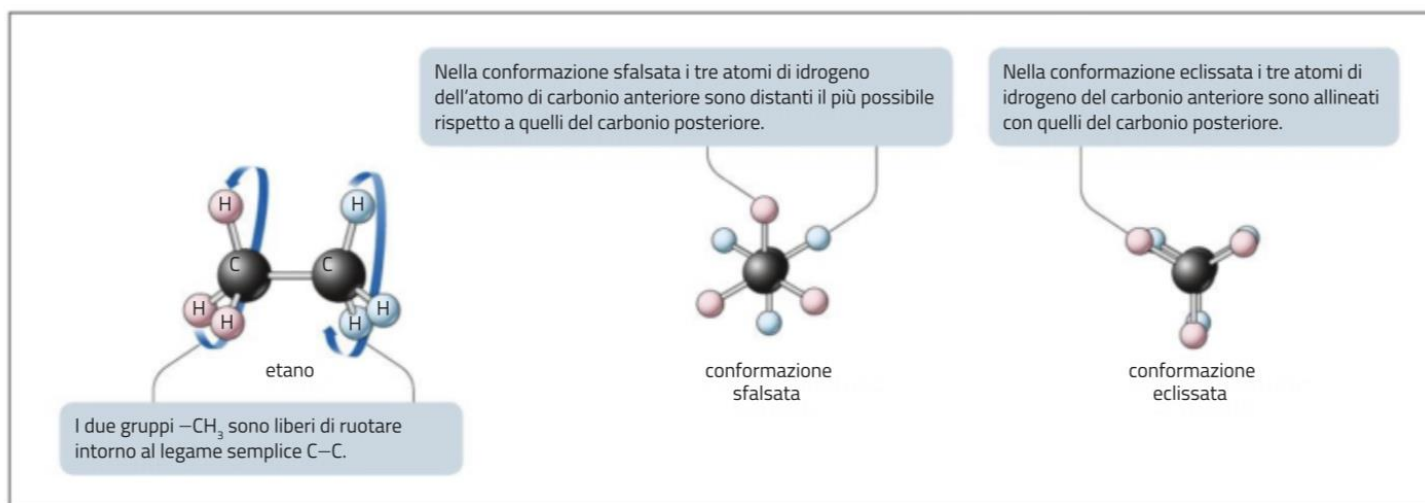 Nella conformazione sfalsata i tre atomi di idrogeno
dell'atomo di carbonio anteriore sono distanti il più possibile
rispetto a quelli del carbonio posteriore.
Nella conformazione eclissata i tre atomi di
idrogeno del carbonio anteriore sono allineati
con quelli del carbonio posteriore.
H
H
C
C
H
H
H
H
etano
conformazione
sfalsata
conformazione
eclissata
I due gruppi –CH₃ sono liberi di ruotare
intorno al legame semplice C–C.